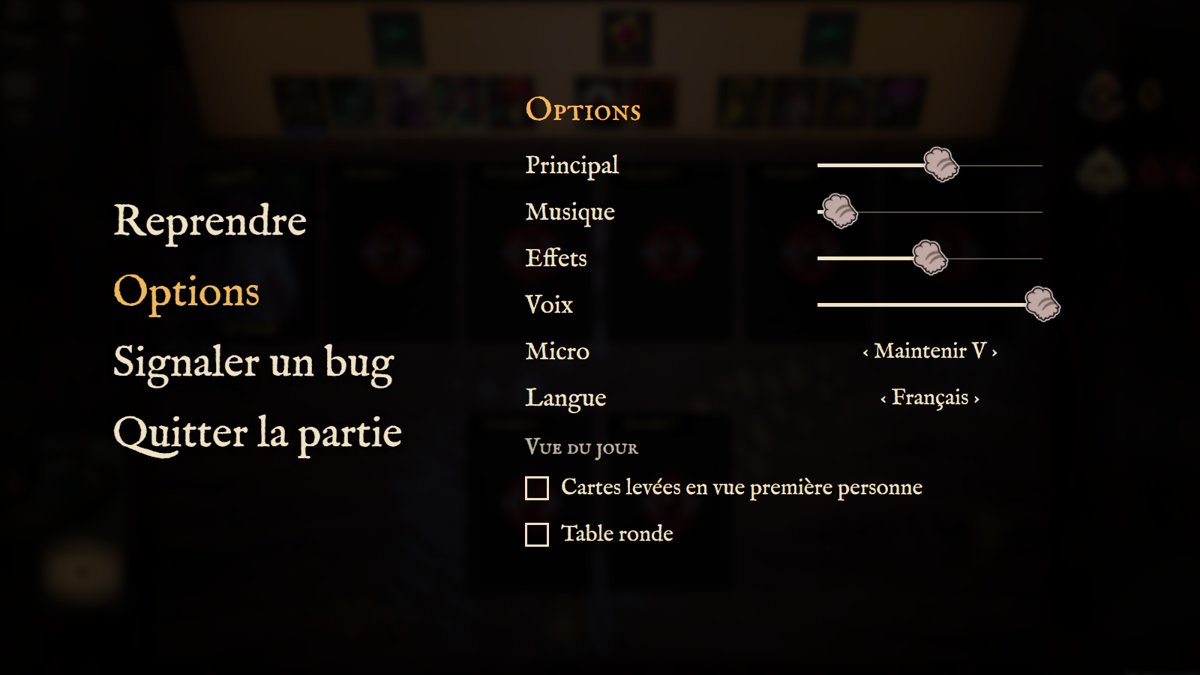 Reprendre
Options
Signaler un bug
Quitter la partie
Options
Principal
Musique
Effets
Voix
Micro ‹ Maintenir V ›
Langue ‹ Français ›
Vue du jour
Cartes levées en vue première personne
Table ronde